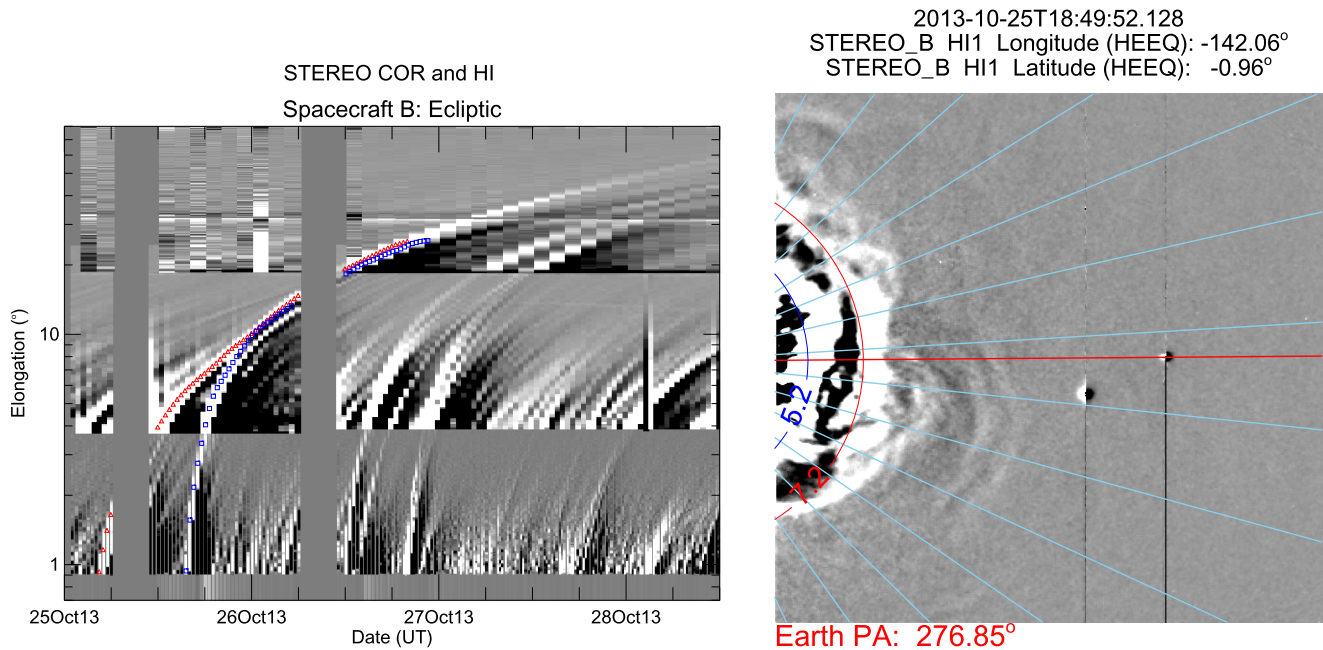 STEREO COR and HI
Spacecraft B: Ecliptic
Elongation (°)
10
1
25Oct13
26Oct13
27Oct13
28Oct13
Date (UT)
2013-10-25T18:49:52.128
STEREO_B HI1 Longitude (HEEQ): -142.06°
STEREO_B HI1 Latitude (HEEQ): -0.96°
5.2
7.2
Earth PA: 276.85°